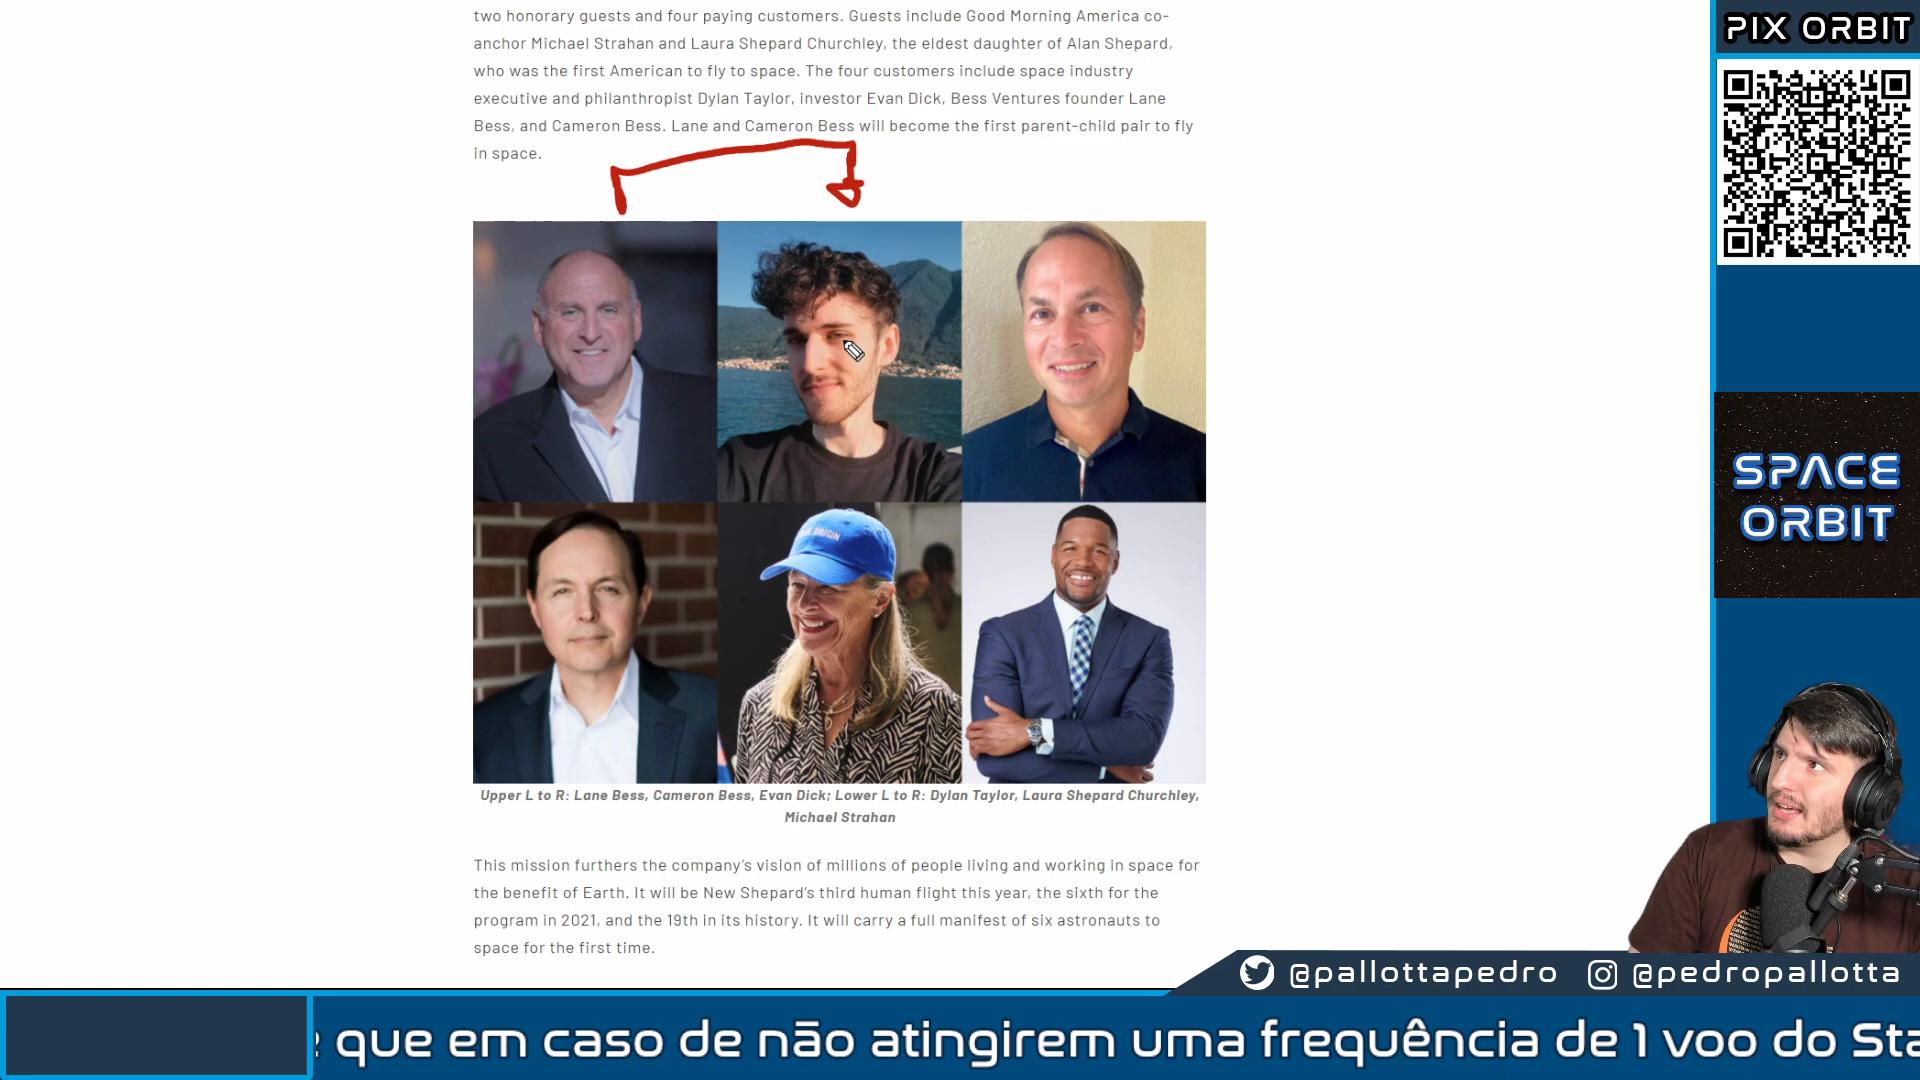 two honorary guests and four paying customers. Guests include Good Morning America co-
anchor Michael Strahan and Laura Shepard Churchley, the eldest daughter of Alan Shepard,
who was the first American to fly to space. The four customers include space industry
executive and philanthropist Dylan Taylor, investor Evan Dick, Bess Ventures founder Lane
Bess, and Cameron Bess. Lane and Cameron Bess will become the first parent-child pair to fly
in space.
Upper L to R: Lane Bess, Cameron Bess, Evan Dick; Lower L to R: Dylan Taylor, Laura Shepard Churchley,
Michael Strahan
This mission furthers the company's vision of millions of people living and working in space for
the benefit of Earth. It will be New Shepard's third human flight this year, the sixth for the
program in 2021, and the 19th in its history. It will carry a full manifest of six astronauts to
space for the first time.
PIX ORBIT
SPACE
ORBIT
@pallottapedro @pedropallotta
que em caso de não atingirem uma frequência de 1 voo do Sta